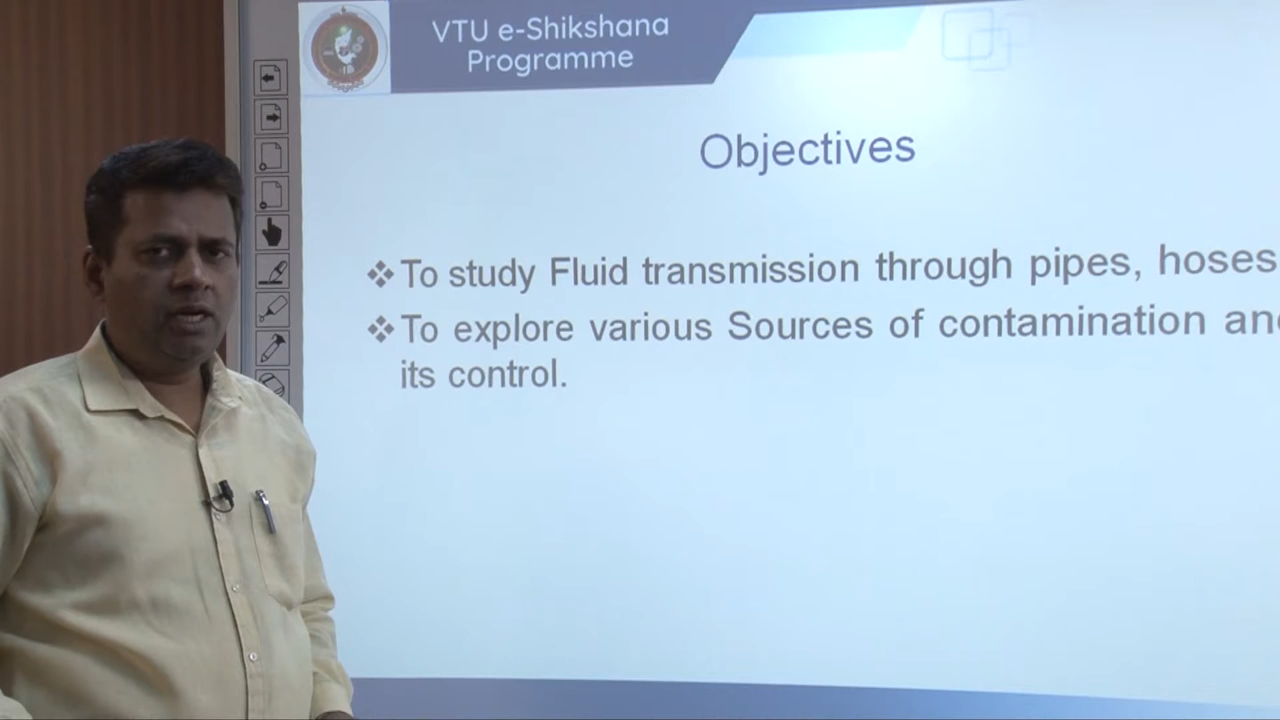 VTU e-Shikshana
Programme
Objectives
❖ To study Fluid transmission through pipes, hoses
❖ To explore various Sources of contamination
its control.